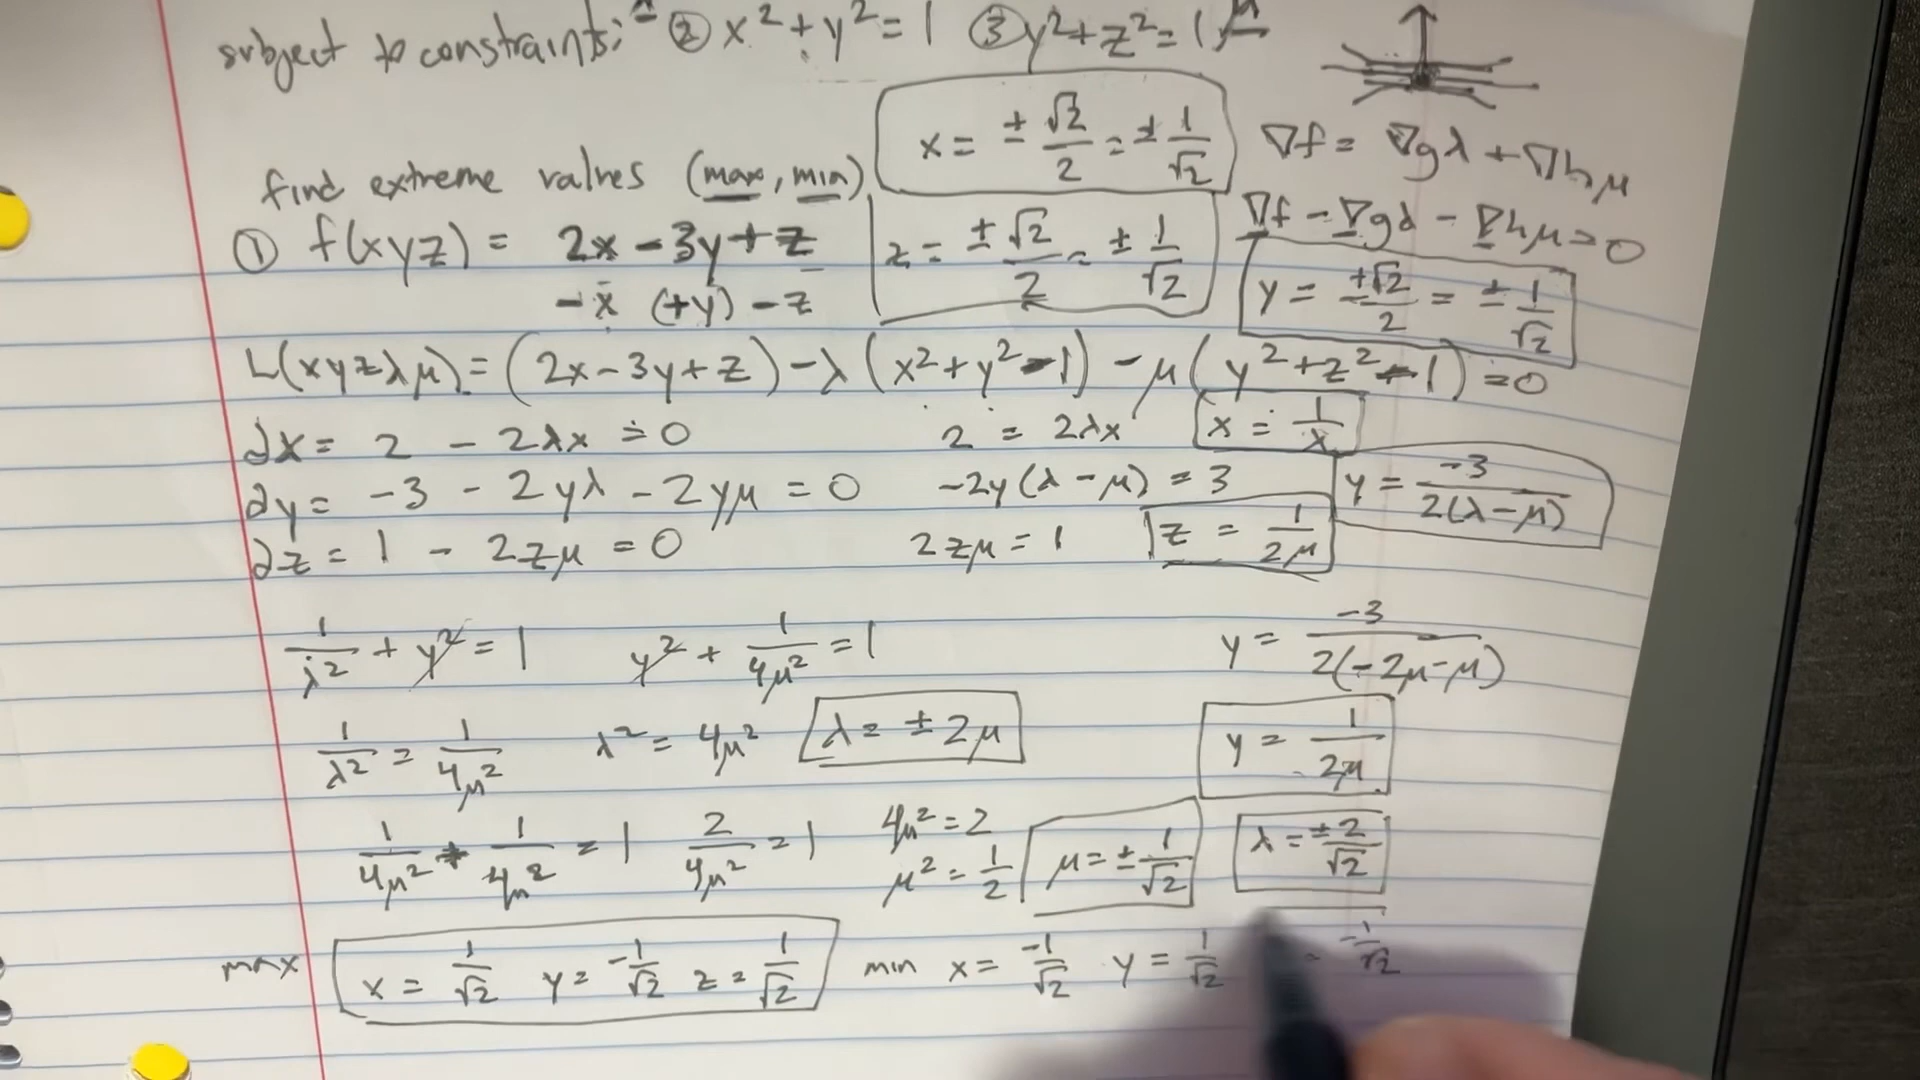 subject to constraints: ② x² + y² = 1 ③ y² + z² = 1 μ
x = ± √2/2 = ± 1/√2
∇f = ∇gλ + ∇hμ
find extreme values (max, min)
∇f - ∇gλ - ∇hμ = 0
① f(xyz) = 2x - 3y + z
z = ± √2/2 = ± 1/√2
y = ±√2/2 = ± 1/√2
- x (+y) - z
L(xyzλμ) = (2x - 3y + z) - λ(x² + y² - 1) - μ(y² + z² - 1) = 0
∂x = 2 - 2λx = 0 2 = 2λx x = 1/x
∂y = -3 - 2yλ - 2yμ = 0 -2y(λ - μ) = 3 y = -3/2(λ - μ)
∂z = 1 - 2zμ = 0 2zμ = 1 z = 1/2μ
1/λ² + y² = 1 y² + 1/4μ² = 1 y = -3/2(-2μ - μ)
1/λ² = 1/4μ² λ² = 4μ² λ = ± 2μ y = 1/2μ
1/4μ² + 1/4μ² = 1 2/4μ² = 1 4μ² = 2
μ² = 1/2 μ = ± 1/√2 λ = ± 2/√2
max x = 1/√2 y = -1/√2 z = 1/√2 min x = -1/√2 y = 1/√2 -1/√2